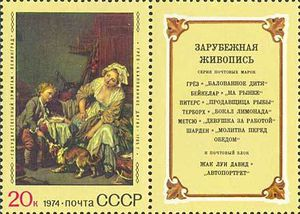 20к 1974·ПОЧТА СССР
ЗАРУБЕЖНАЯ
ЖИВОПИСЬ
СЕРИЯ ПОЧТОВЫХ МАРОК
ГРЁЗ • „БАЛОВАННОЕ ДИТЯ“
БЕЙКЕЛАР • „НА РЫНКЕ“
ПИТЕРС • „ПРОДАВЩИЦА РЫБЫ“
ТЕРБОРХ • „БОКАЛ ЛИМОНАДА“
МЕТСЮ • „ДЕВУШКА ЗА РАБОТОЙ“
ШАРДЕН • „МОЛИТВА ПЕРЕД
ОБЕДОМ“
И ПОЧТОВЫЙ БЛОК
ЖАК ЛУИ ДАВИД •
„АВТОПОРТРЕТ“